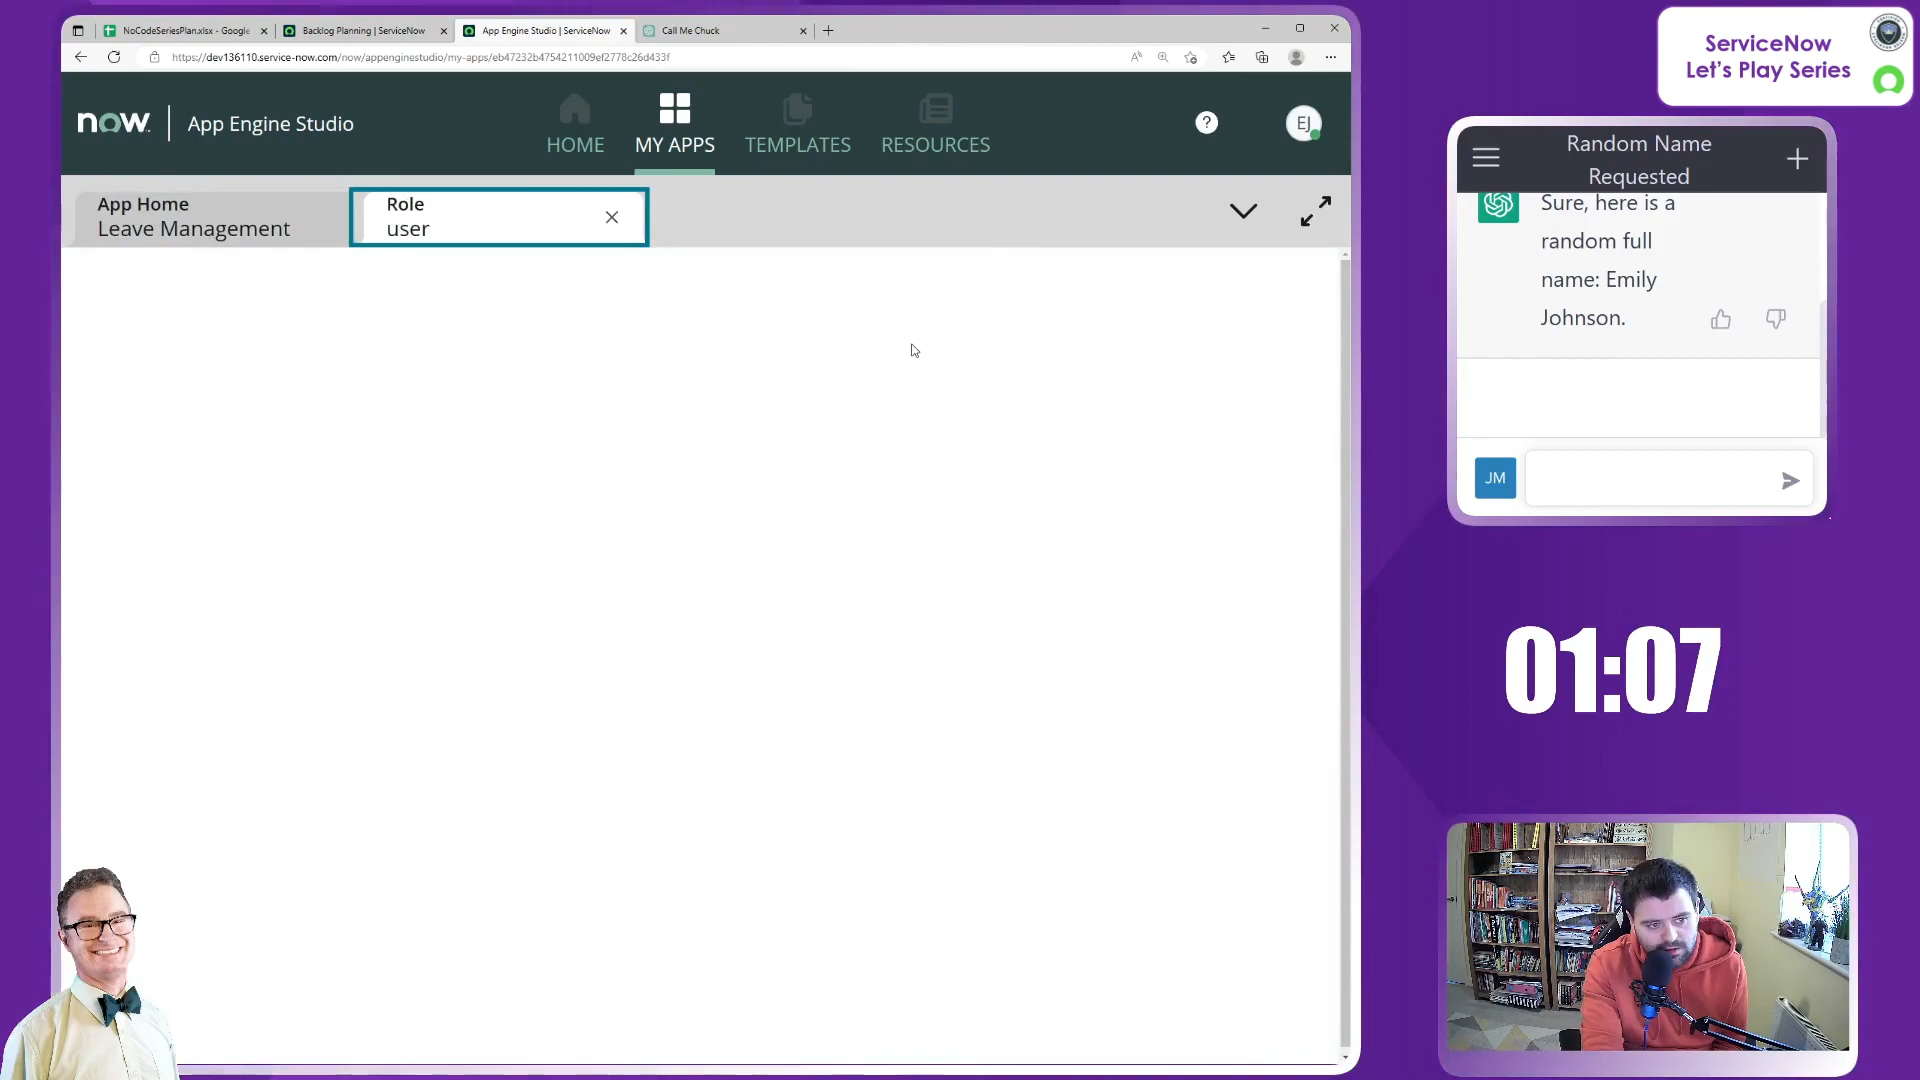 NoCodeSeriesPlan.xlsx - Google
Backlog Planning | ServiceNow
App Engine Studio | ServiceNow
Call Me Chuck
https://dev136110.service-now.com/now/appenginestudio/my-apps/eb47232b4754211009ef2778c26d433f
now.
App Engine Studio
HOME
MY APPS
TEMPLATES
RESOURCES
?
EJ
App Home
Leave Management
Role
user
ServiceNow
Let's Play Series
Random Name
Requested
Sure, here is a
random full
name: Emily
Johnson.
JM
01:07